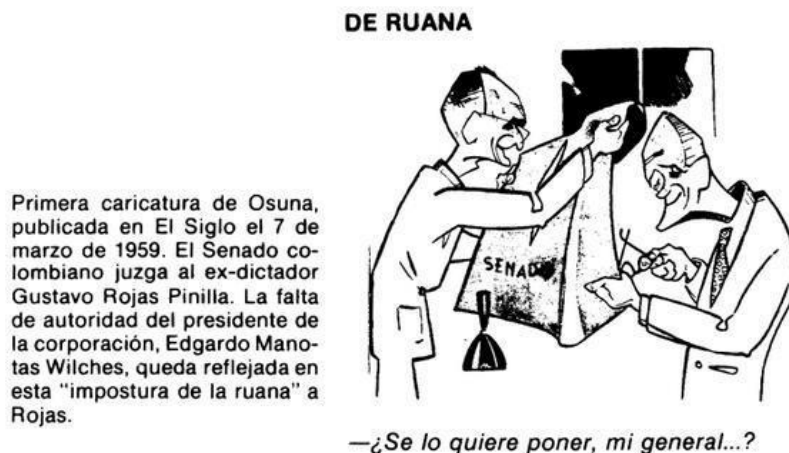 DE RUANA
Primera caricatura de Osuna,
publicada en El Siglo el 7 de
marzo de 1959. El Senado co-
lombiano juzga al ex-dictador
Gustavo Rojas Pinilla. La falta
de autoridad del presidente de
la corporación, Edgardo Mano-
tas Wilches, queda reflejada en
esta "impostura de la ruana" a
Rojas.
SENADO
—¿Se lo quiere poner, mi general...?